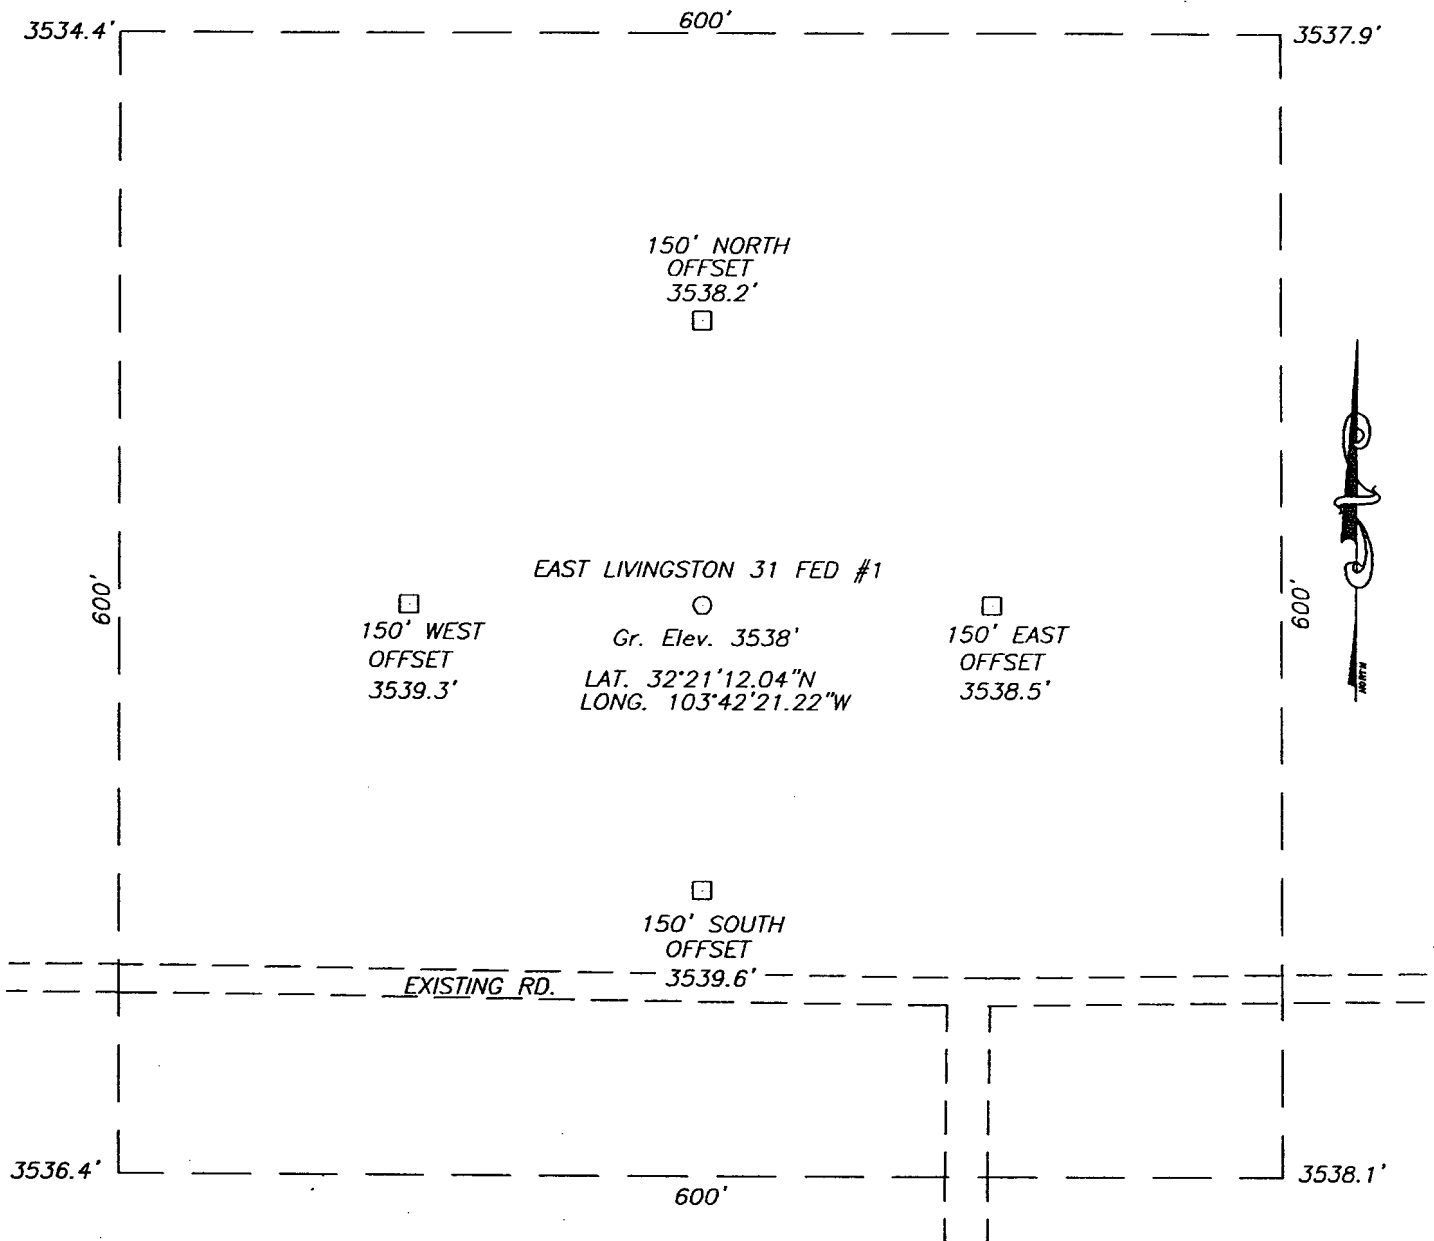 600'
3534.4'
3537.9'
150' NORTH
OFFSET
3538.2'
EAST LIVINGSTON 31 FED #1
600'
600'
150' WEST
OFFSET
3539.3'
Gr. Elev. 3538'
LAT. 32°21'12.04"N
LONG. 103°42'21.22"W
150' EAST
OFFSET
3538.5'
NORTH
150' SOUTH
OFFSET
3539.6'
EXISTING RD.
3536.4'
3538.1'
600'